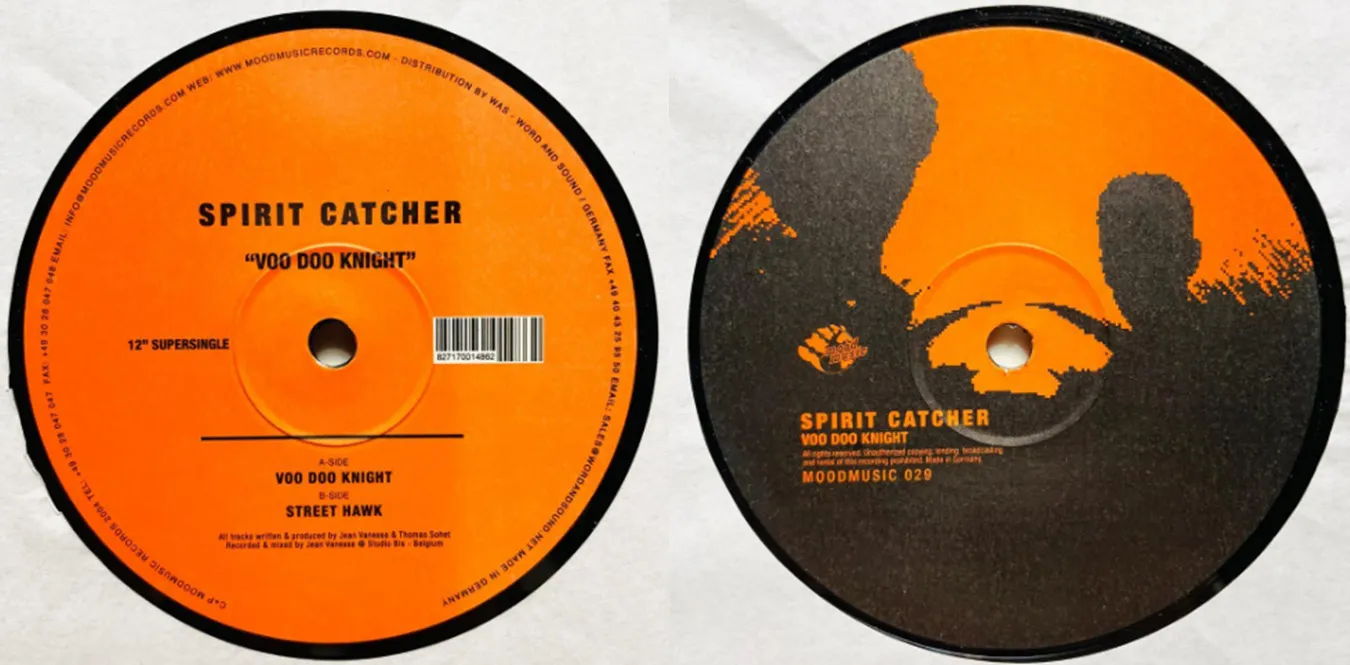 C+P MOODMUSIC RECORDS 2004 TEL: +49 30 28 047 047 FAX: +49 30 28 047 048 EMAIL: INFO@MOODMUSICRECORDS.COM WEB: WWW.MOODMUSICRECORDS.COM - DISTRIBUTION BY WAS - WORD AND SOUND / GERMANY FAX +49 40 43 25 95 50 EMAIL: SALES@WORDANDSOUND.NET MADE IN GERMANY
SPIRIT CATCHER
“VOO DOO KNIGHT”
12” SUPERSINGLE
827170014862
A-SIDE
VOO DOO KNIGHT
B-SIDE
STREET HAWK
All tracks written & produced by Jean Vanesse & Thomas Sohet
Recorded & mixed by Jean Vanesse @ Studio Bis - Belgium
MOOD
MUSIC
SPIRIT CATCHER
VOO DOO KNIGHT
All rights reserved. Unauthorized copying, lending, broadcasting
and rental of this recording prohibited. Made in Germany.
MOODMUSIC 029